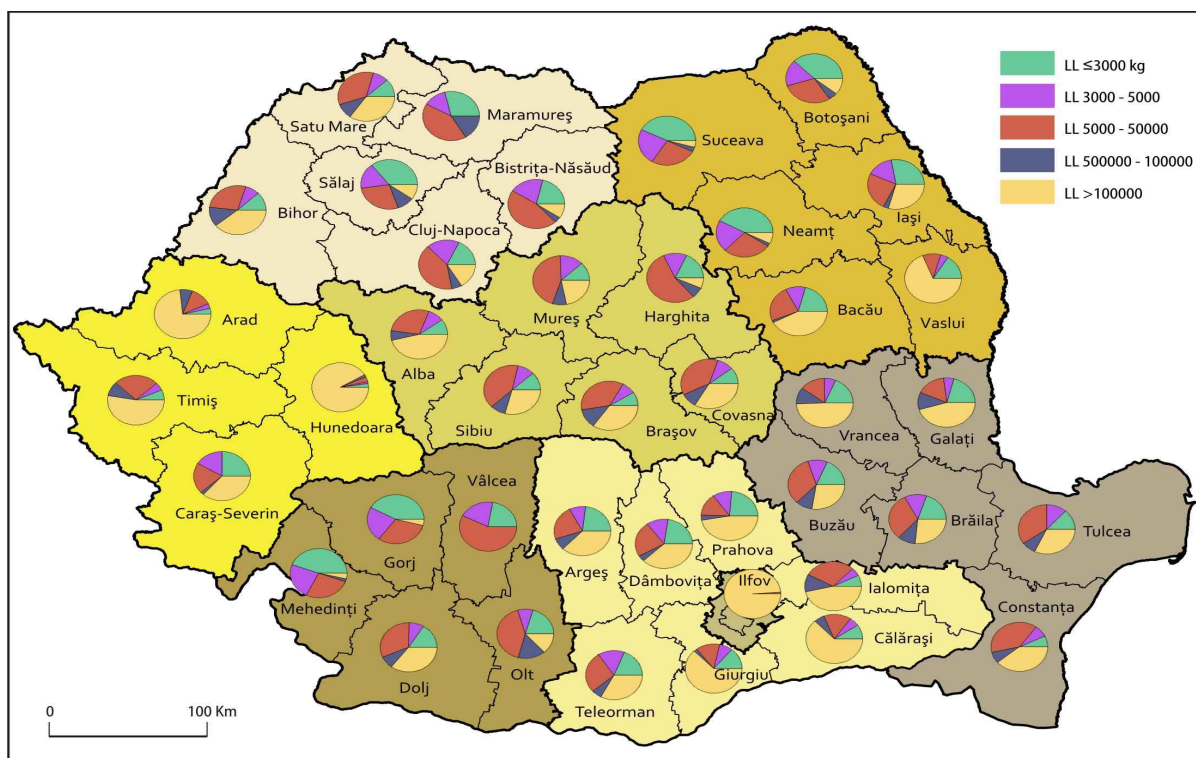 LL ≤3000 kg
LL 3000 - 5000
LL 5000 - 50000
LL 500000 - 100000
LL >100000
Satu Mare
Maramureş
Botoşani
Suceava
Bistriţa-Năsăud
Sălaj
Iaşi
Bihor
Cluj-Napoca
Neamţ
Mureş
Harghita
Bacău
Vaslui
Arad
Alba
Timiş
Hunedoara
Sibiu
Braşov
Covasna
Vrancea
Galaţi
Caraş-Severin
Vâlcea
Buzău
Brăila
Tulcea
Gorj
Argeş
Dâmboviţa
Prahova
Ilfov
Ialomiţa
Mehedinţi
Constanţa
Călăraşi
Olt
Dolj
Giurgiu
Teleorman
0
100 Km